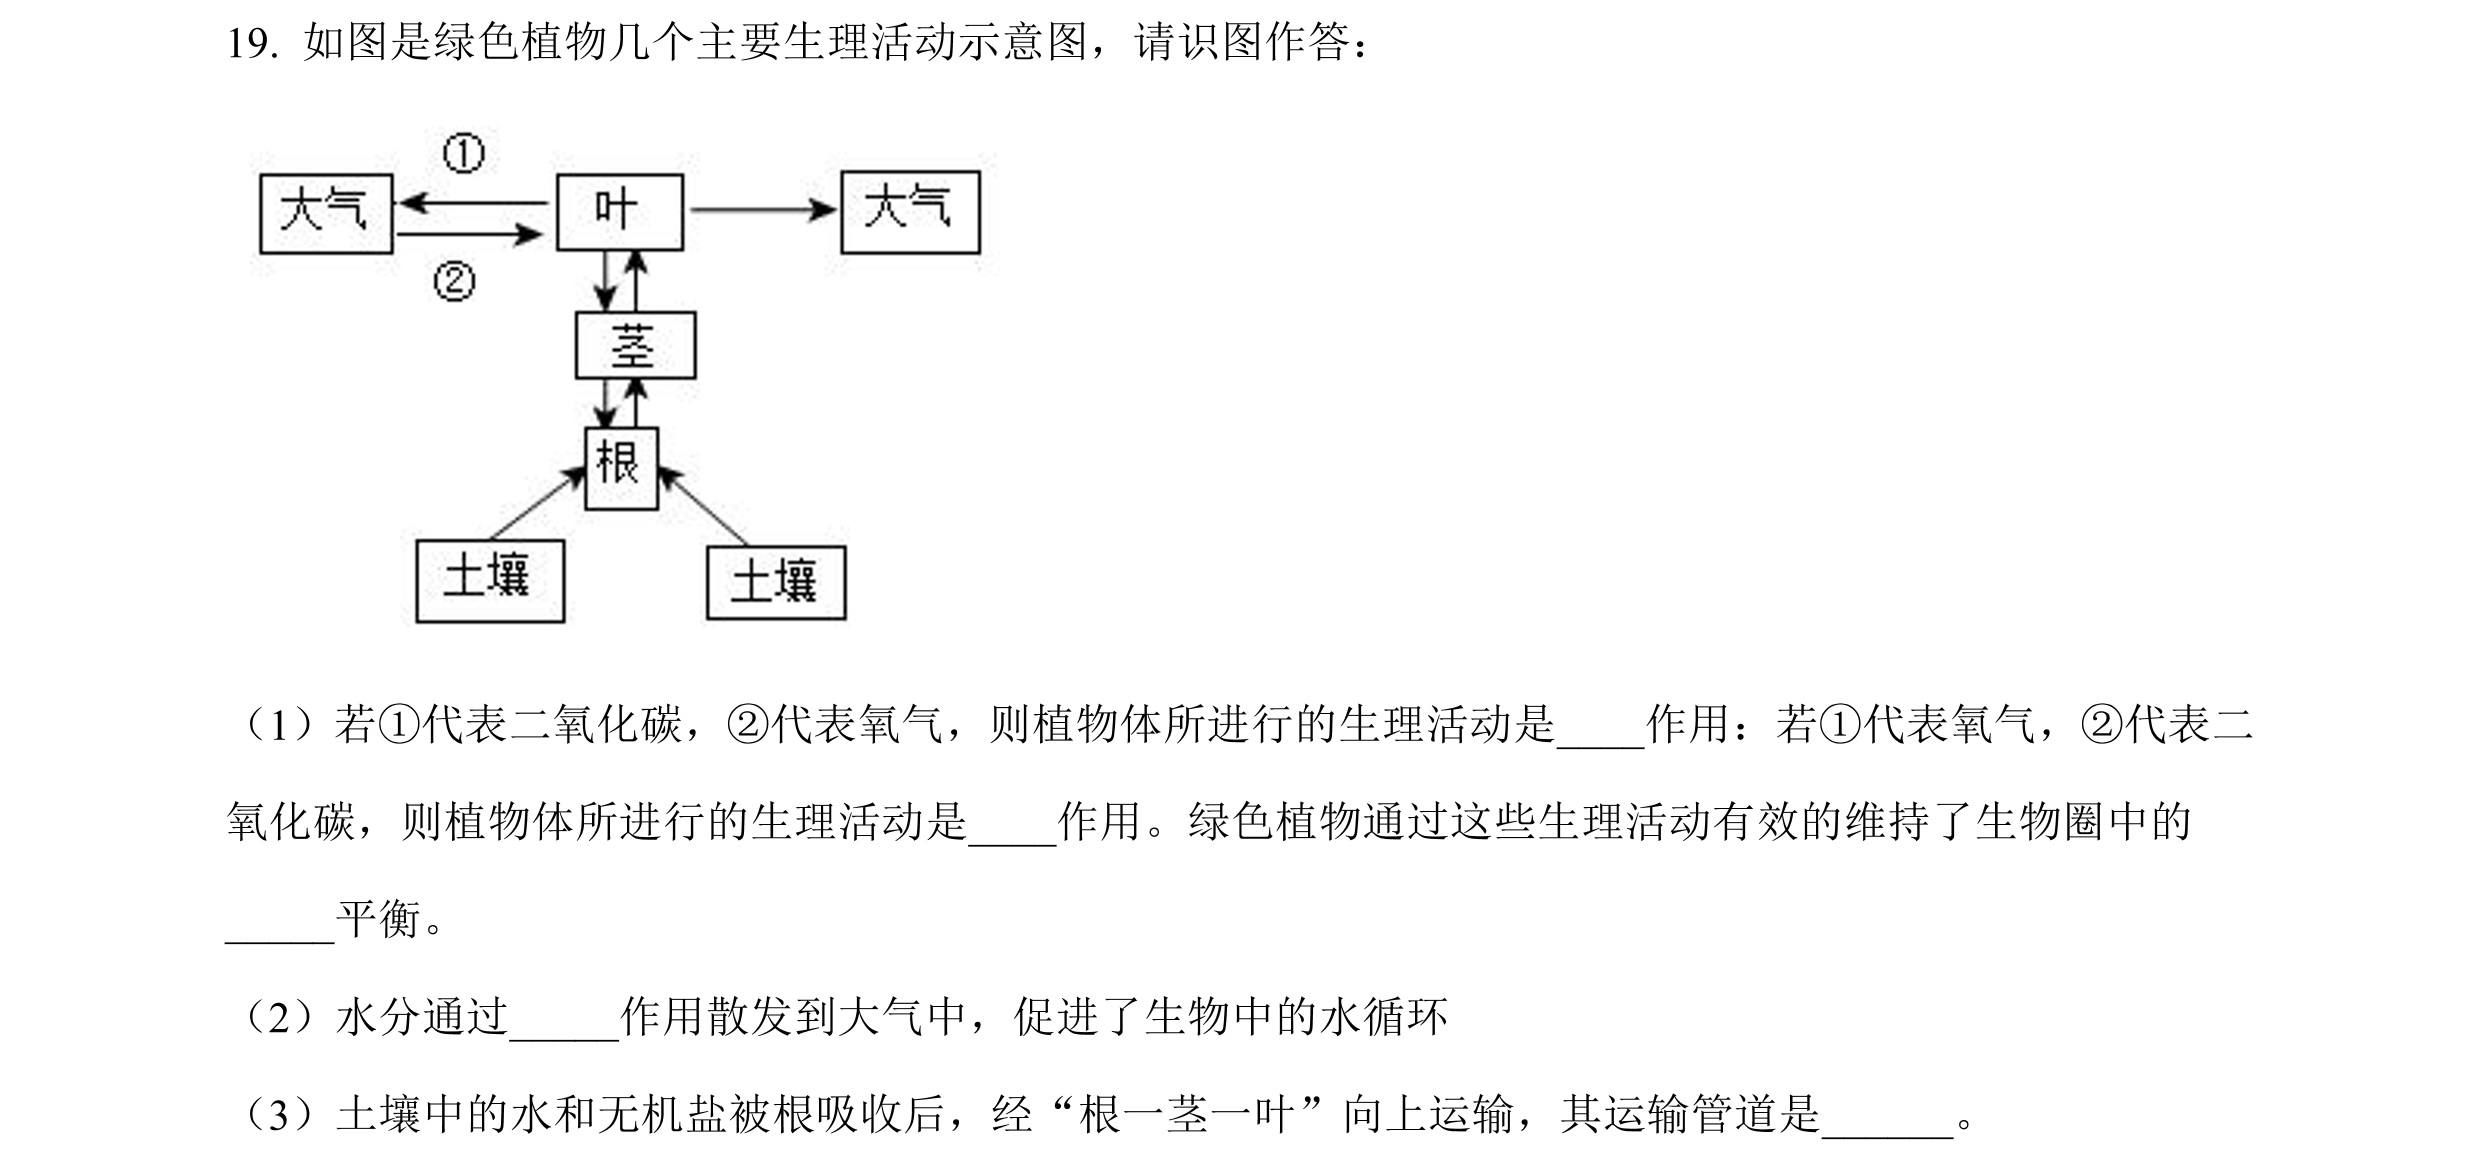 19. 如图是绿色植物几个主要生理活动示意图，请识图作答：
①
大气 叶 大气
②
茎
根
土壤 土壤
（1）若①代表二氧化碳，②代表氧气，则植物体所进行的生理活动是____作用：若①代表氧气，②代表二
氧化碳，则植物体所进行的生理活动是____作用。绿色植物通过这些生理活动有效的维持了生物圈中的
_____平衡。
（2）水分通过_____作用散发到大气中，促进了生物中的水循环
（3）土壤中的水和无机盐被根吸收后，经“根一茎一叶”向上运输，其运输管道是______。